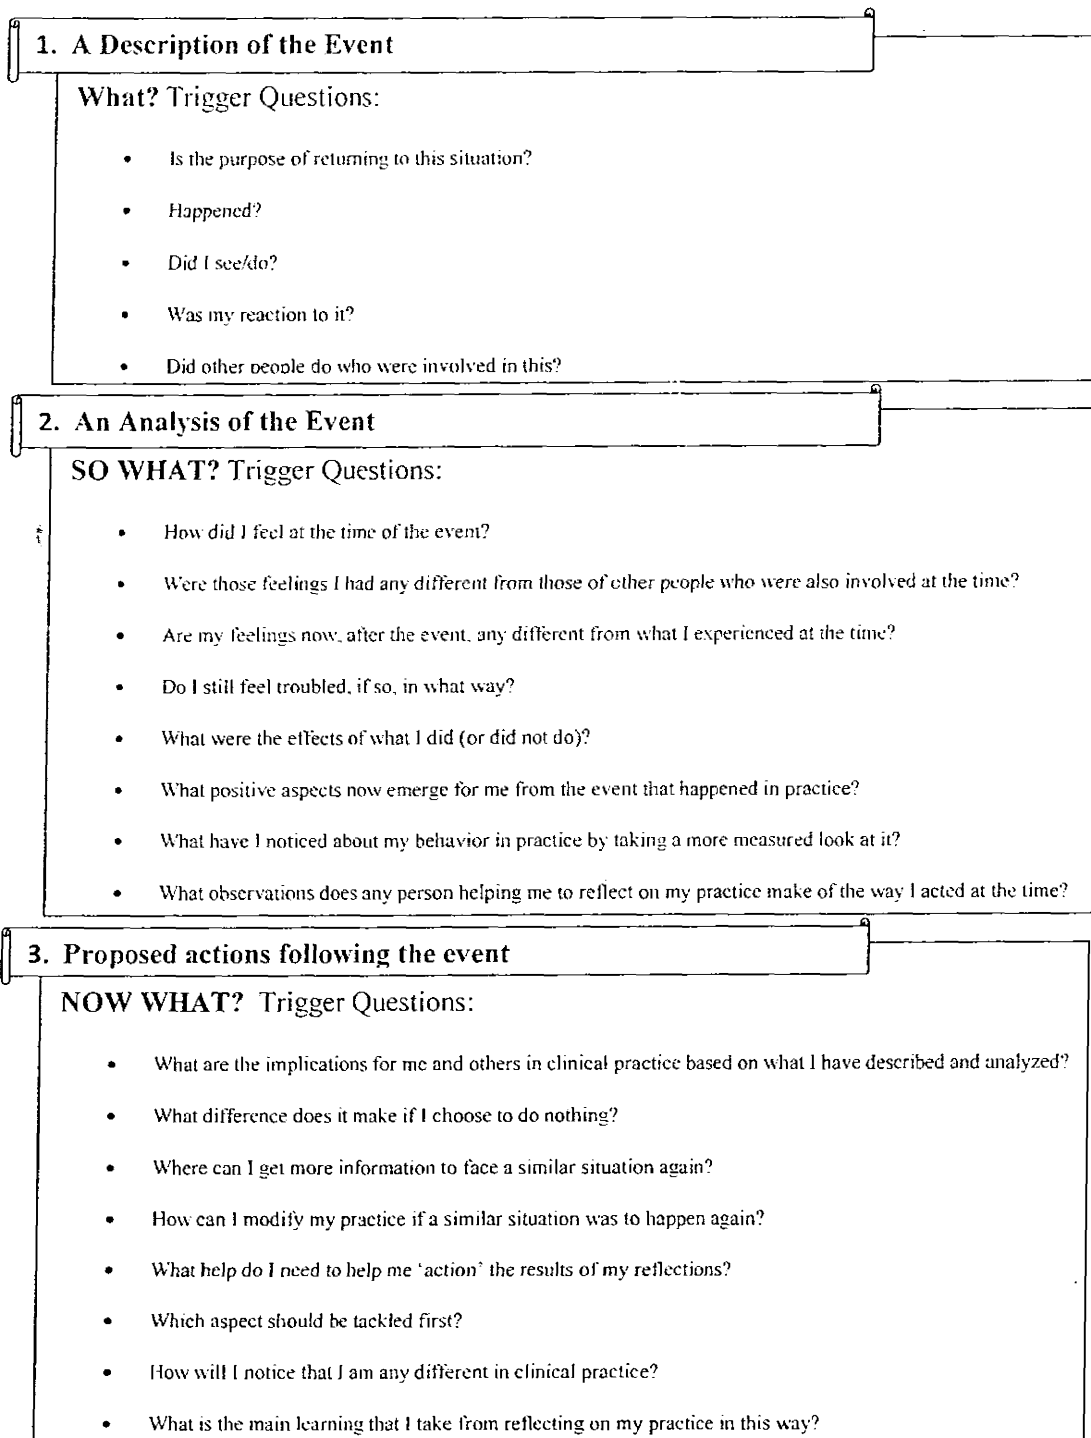 1. A Description of the Event
What? Trigger Questions:
• Is the purpose of returning to this situation?
• Happened?
• Did I see/do?
• Was my reaction to it?
• Did other people do who were involved in this?
2. An Analysis of the Event
SO WHAT? Trigger Questions:
• How did I feel at the time of the event?
• Were those feelings I had any different from those of other people who were also involved at the time?
• Are my feelings now, after the event, any different from what I experienced at the time?
• Do I still feel troubled, if so, in what way?
• What were the effects of what I did (or did not do)?
• What positive aspects now emerge for me from the event that happened in practice?
• What have I noticed about my behavior in practice by taking a more measured look at it?
• What observations does any person helping me to reflect on my practice make of the way I acted at the time?
3. Proposed actions following the event
NOW WHAT? Trigger Questions:
• What are the implications for me and others in clinical practice based on what I have described and analyzed?
• What difference does it make if I choose to do nothing?
• Where can I get more information to face a similar situation again?
• How can I modify my practice if a similar situation was to happen again?
• What help do I need to help me ‘action’ the results of my reflections?
• Which aspect should be tackled first?
• How will I notice that I am any different in clinical practice?
• What is the main learning that I take from reflecting on my practice in this way?